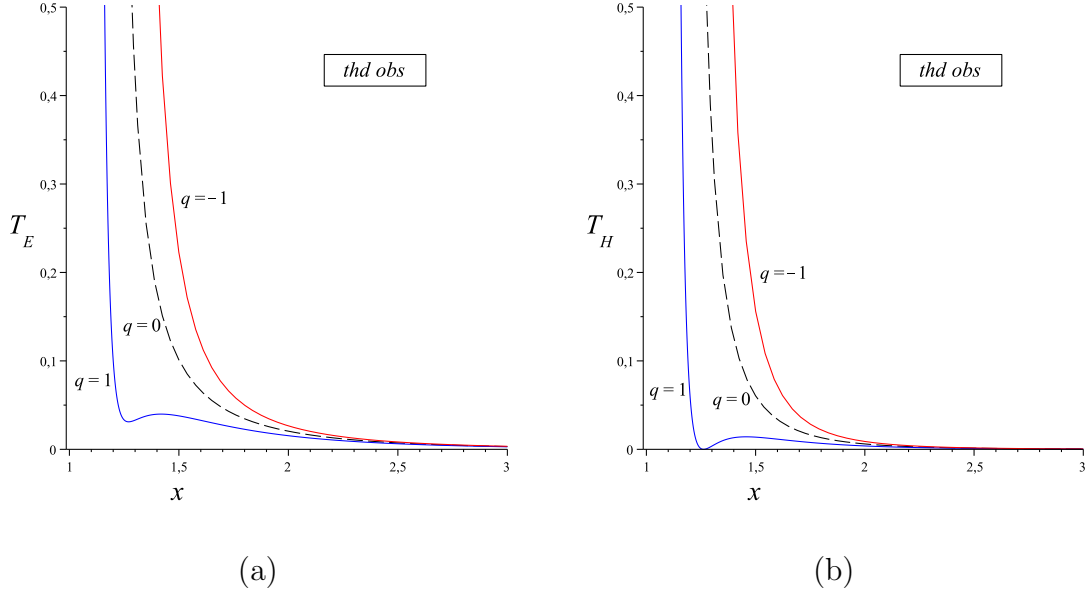 0,5
thd obs
0,4
0,3
q = −1
T_E
0,2
q = 0
0,1
q = 1
0
1
1,5
2
2,5
3
x
(a)
0,5
thd obs
0,4
0,3
T_H
q = −1
0,2
0,1
q = 1
q = 0
0
1
1,5
2
2,5
3
x
(b)